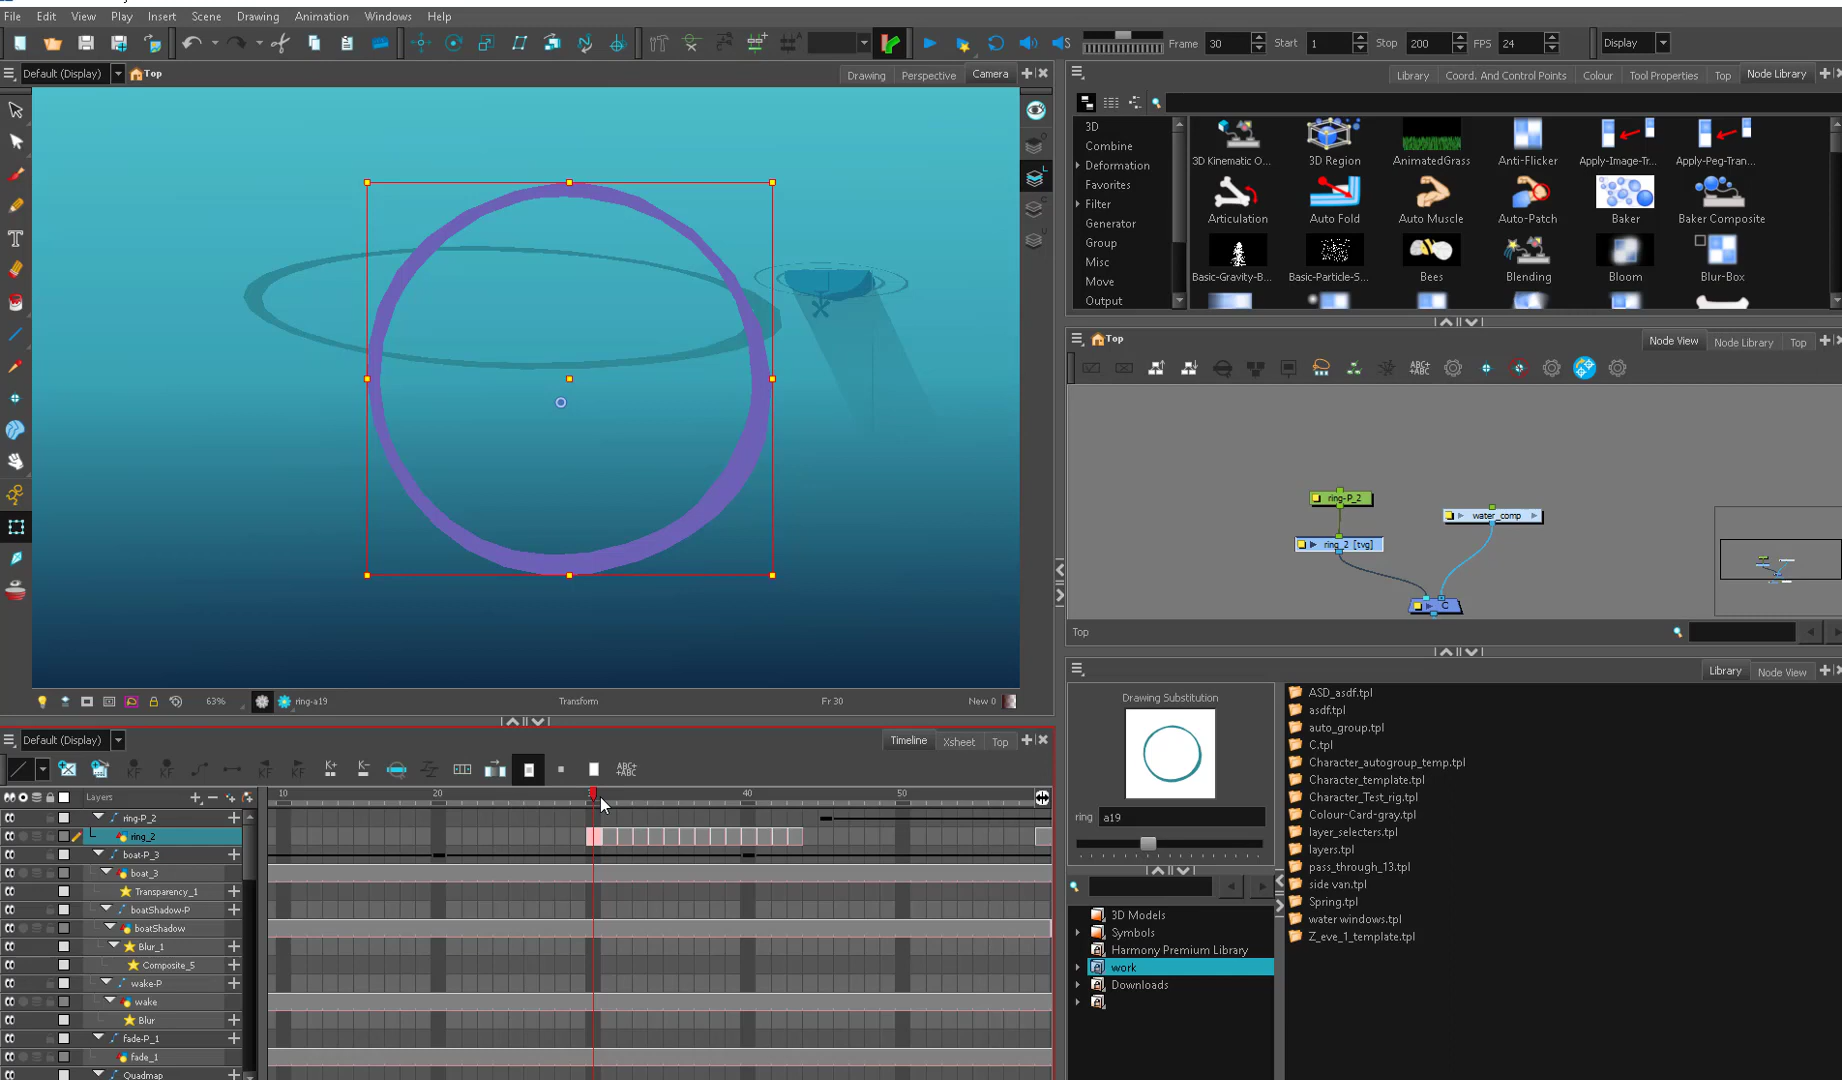 File Edit View Play Insert Scene Drawing Animation Windows Help
Frame 30 Start 1 Stop 200 FPS 24 Display
Default (Display) Top Drawing Perspective Camera
Library Coord. And Control Points Colour Tool Properties Top Node Library
3D
Combine
Deformation
Favorites
Filter
Generator
Group
Misc
Move
Output
3D Kinematic O... 3D Region AnimatedGrass Anti-Flicker Apply-Image-Tr... Apply-Peg-Tran...
Articulation Auto Fold Auto Muscle Auto-Patch Baker Baker Composite
Basic-Gravity-B... Basic-Particle-S... Bees Blending Bloom Blur-Box
Top Node View Node Library Top
ABC+
ABC
ring-P_2
water_comp
ring_2 [tvg]
C
Top
63% ring-a19 Transform Fr 30 New 0
Library Node View
Drawing Substitution
ring a19
3D Models
Symbols
Harmony Premium Library
work
Downloads
ASD_asdf.tpl
asdf.tpl
auto_group.tpl
C.tpl
Character_autogroup_temp.tpl
Character_template.tpl
Character_Test_rig.tpl
Colour-Card-gray.tpl
layer_selecters.tpl
layers.tpl
pass_through_13.tpl
side van.tpl
Spring.tpl
water windows.tpl
Z_eve_1_template.tpl
Default (Display) Timeline Xsheet Top
KF KF KF KF K+ K- ABC+
ABC
Layers 10 20 40 50
ring-P_2
ring_2
boat-P_3
boat_3
Transparency_1
boatShadow-P
boatShadow
Blur_1
Composite_5
wake-P
wake
Blur
fade-P_1
fade_1
Quadmap